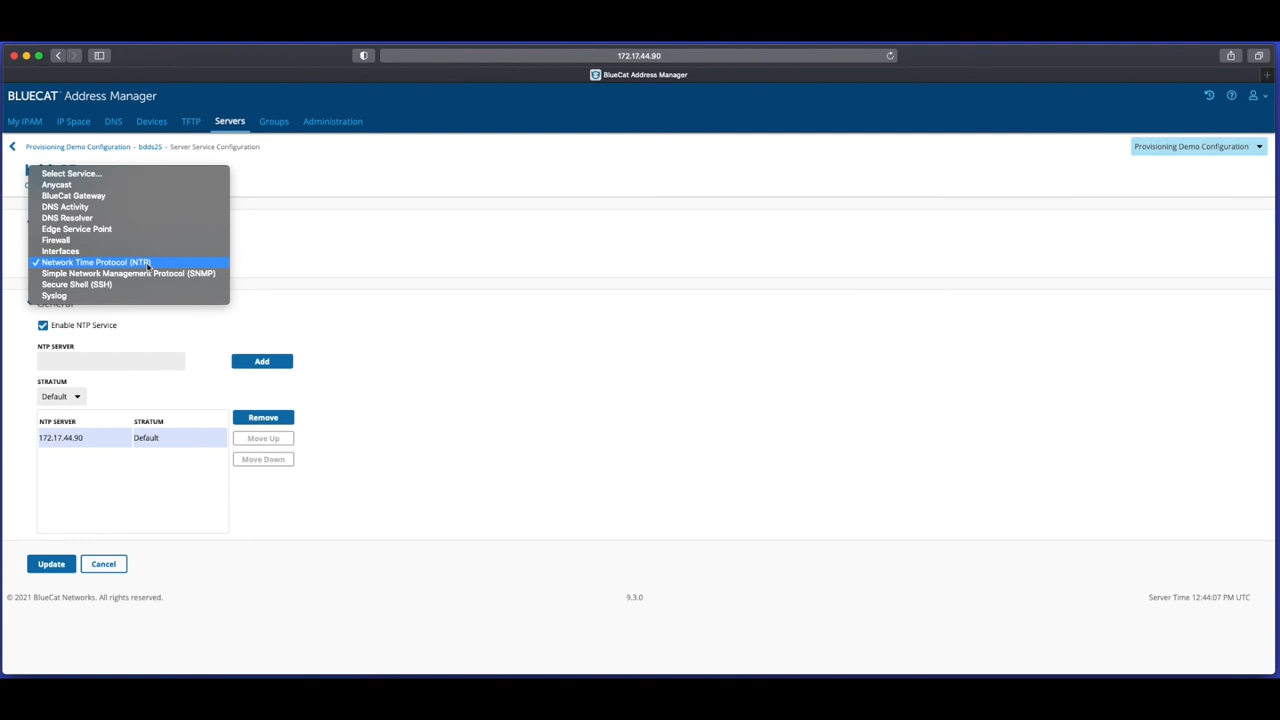 172.17.44.90
BlueCat Address Manager
BLUECAT Address Manager
My IPAM IP Space DNS Devices TFTP Servers Groups Administration
Provisioning Demo Configuration - bdds25 - Server Service Configuration
Provisioning Demo Configuration
Select Service...
Anycast
BlueCat Gateway
DNS Activity
DNS Resolver
Edge Service Point
Firewall
Interfaces
Network Time Protocol (NTP)
Simple Network Management Protocol (SNMP)
Secure Shell (SSH)
Syslog
General
Enable NTP Service
NTP SERVER
Add
STRATUM
Default
NTP SERVER STRATUM
Remove
172.17.44.90 Default
Move Up
Move Down
Update Cancel
© 2021 BlueCat Networks. All rights reserved. 9.3.0 Server Time 12:44:07 PM UTC